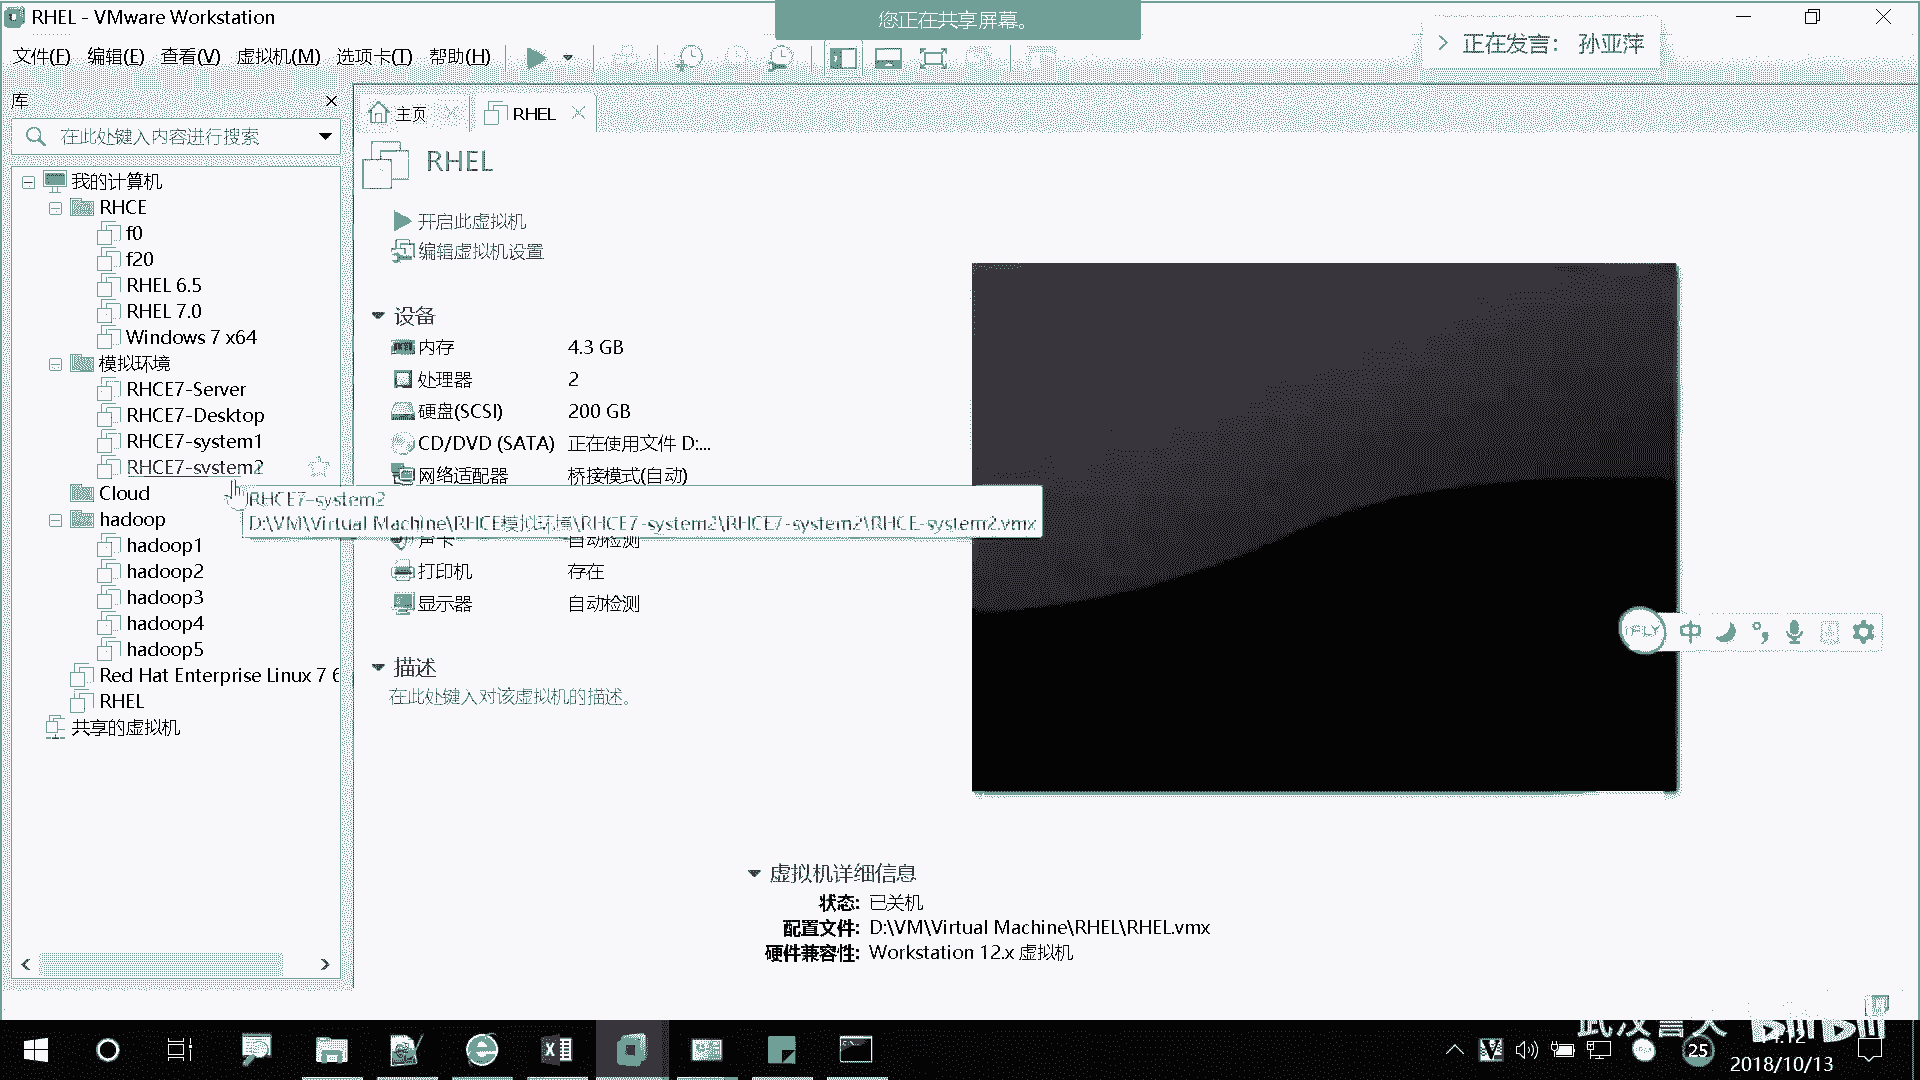 RHEL - VMware Workstation
您正在共享屏幕。
正在发言： 孙亚萍
文件(F) 编辑(E) 查看(V) 虚拟机(M) 选项卡(T) 帮助(H)
库
在此处键入内容进行搜索
我的计算机
RHCE
f0
f20
RHEL 6.5
RHEL 7.0
Windows 7 x64
模拟环境
RHCE7-Server
RHCE7-Desktop
RHCE7-system1
RHCE7-system2
Cloud
hadoop
hadoop1
hadoop2
hadoop3
hadoop4
hadoop5
Red Hat Enterprise Linux 7 6
RHEL
共享的虚拟机
主页
RHEL
RHEL
开启此虚拟机
编辑虚拟机设置
设备
内存 4.3 GB
处理器 2
硬盘(SCSI) 200 GB
CD/DVD (SATA) 正在使用文件 D:...
网络适配器 桥接模式(自动)
RHCE7-system2
D:\VM\Virtual Machine\RHCE模拟环境\RHCE7-system2\RHCE7-system2\RHCE-system2.vmx
声卡 自动检测
打印机 存在
显示器 自动检测
描述
在此处键入对该虚拟机的描述。
虚拟机详细信息
状态: 已关机
配置文件: D:\VM\Virtual Machine\RHEL\RHEL.vmx
硬件兼容性: Workstation 12.x 虚拟机
iFLY 中
25
2018/10/13